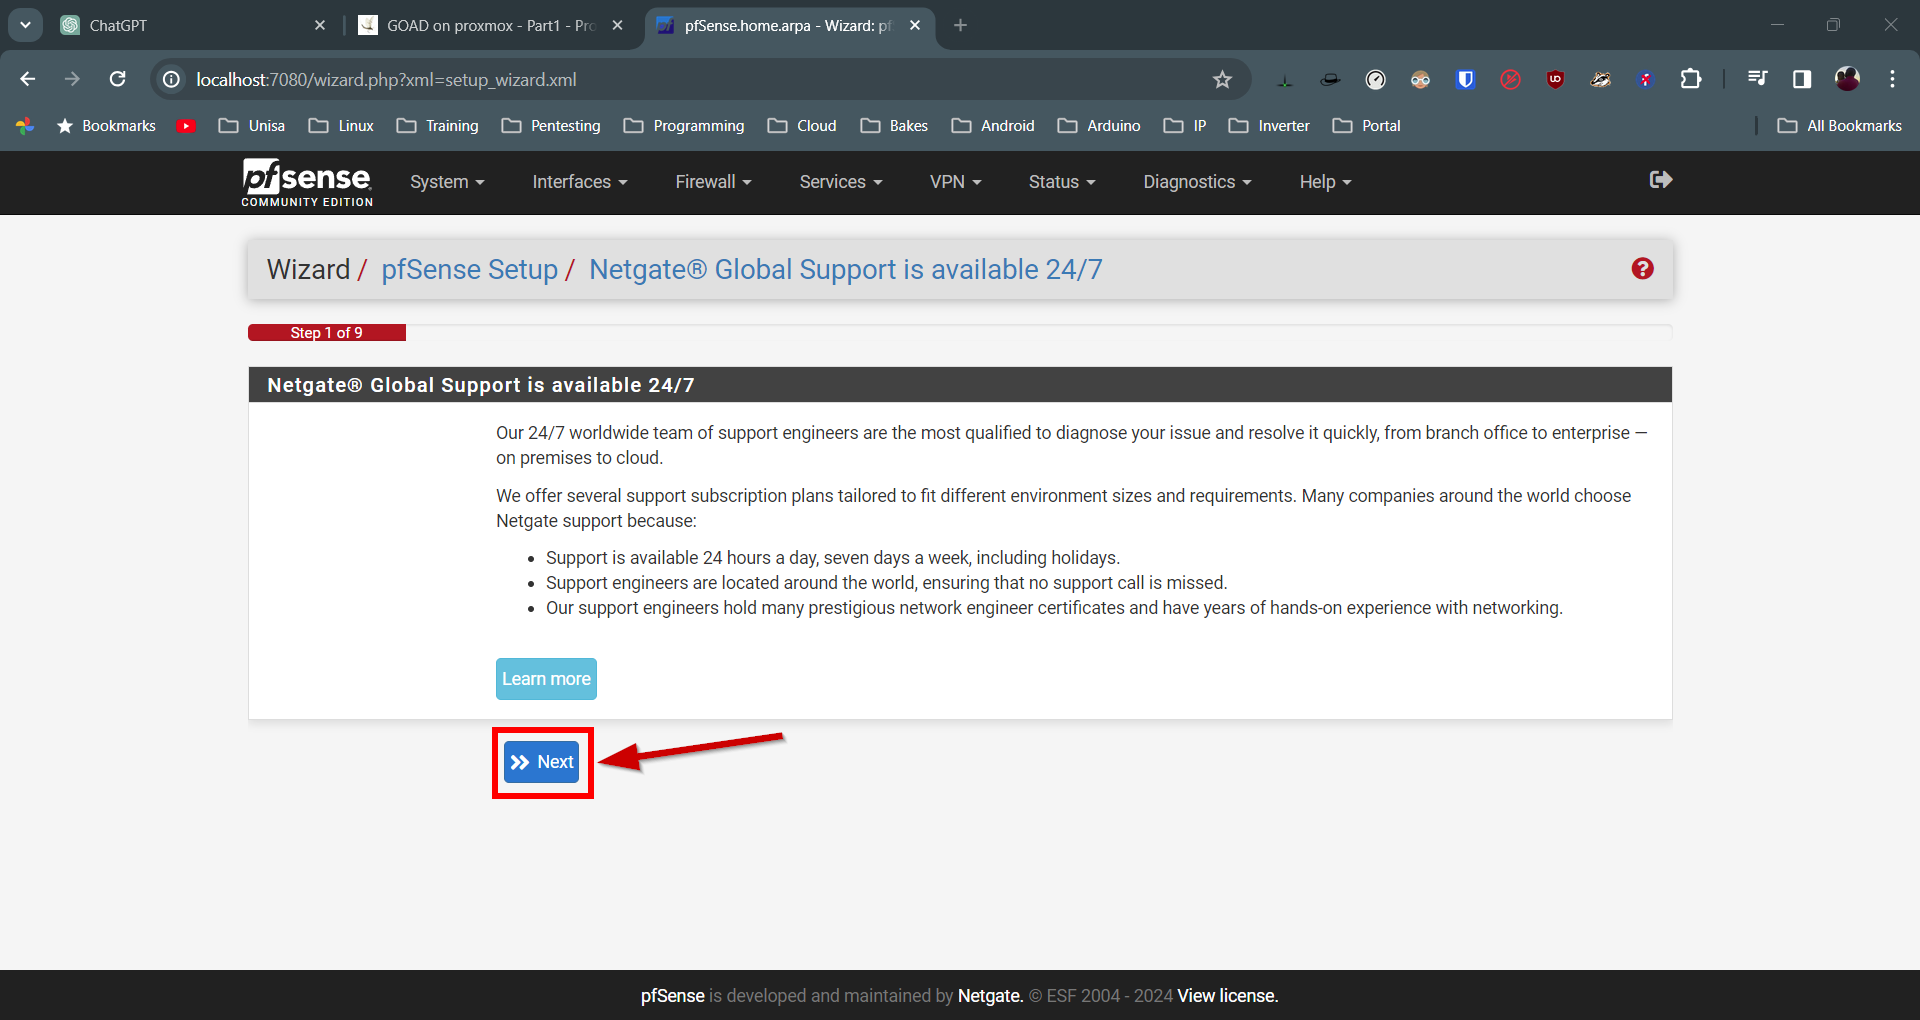 ChatGPT
GOAD on proxmox - Part1 - Pro
pfSense.home.arpa - Wizard: pf
localhost:7080/wizard.php?xml=setup_wizard.xml
Bookmarks Unisa Linux Training Pentesting Programming Cloud Bakes Android Arduino IP Inverter Portal All Bookmarks
pfsense
COMMUNITY EDITION
System Interfaces Firewall Services VPN Status Diagnostics Help
Wizard / pfSense Setup / Netgate® Global Support is available 24/7
Step 1 of 9
Netgate® Global Support is available 24/7
Our 24/7 worldwide team of support engineers are the most qualified to diagnose your issue and resolve it quickly, from branch office to enterprise —
on premises to cloud.
We offer several support subscription plans tailored to fit different environment sizes and requirements. Many companies around the world choose
Netgate support because:
• Support is available 24 hours a day, seven days a week, including holidays.
• Support engineers are located around the world, ensuring that no support call is missed.
• Our support engineers hold many prestigious network engineer certificates and have years of hands-on experience with networking.
Learn more
Next
pfSense is developed and maintained by Netgate. © ESF 2004 - 2024 View license.